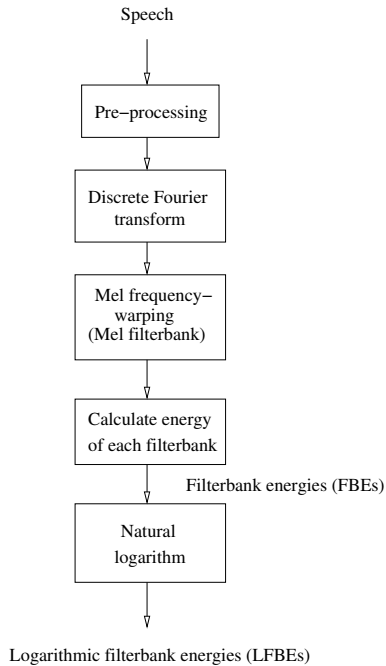 Speech
Pre−processing
Discrete Fourier
transform
Mel frequency−
warping
(Mel filterbank)
Calculate energy
of each filterbank
Filterbank energies (FBEs)
Natural
logarithm
Logarithmic filterbank energies (LFBEs)